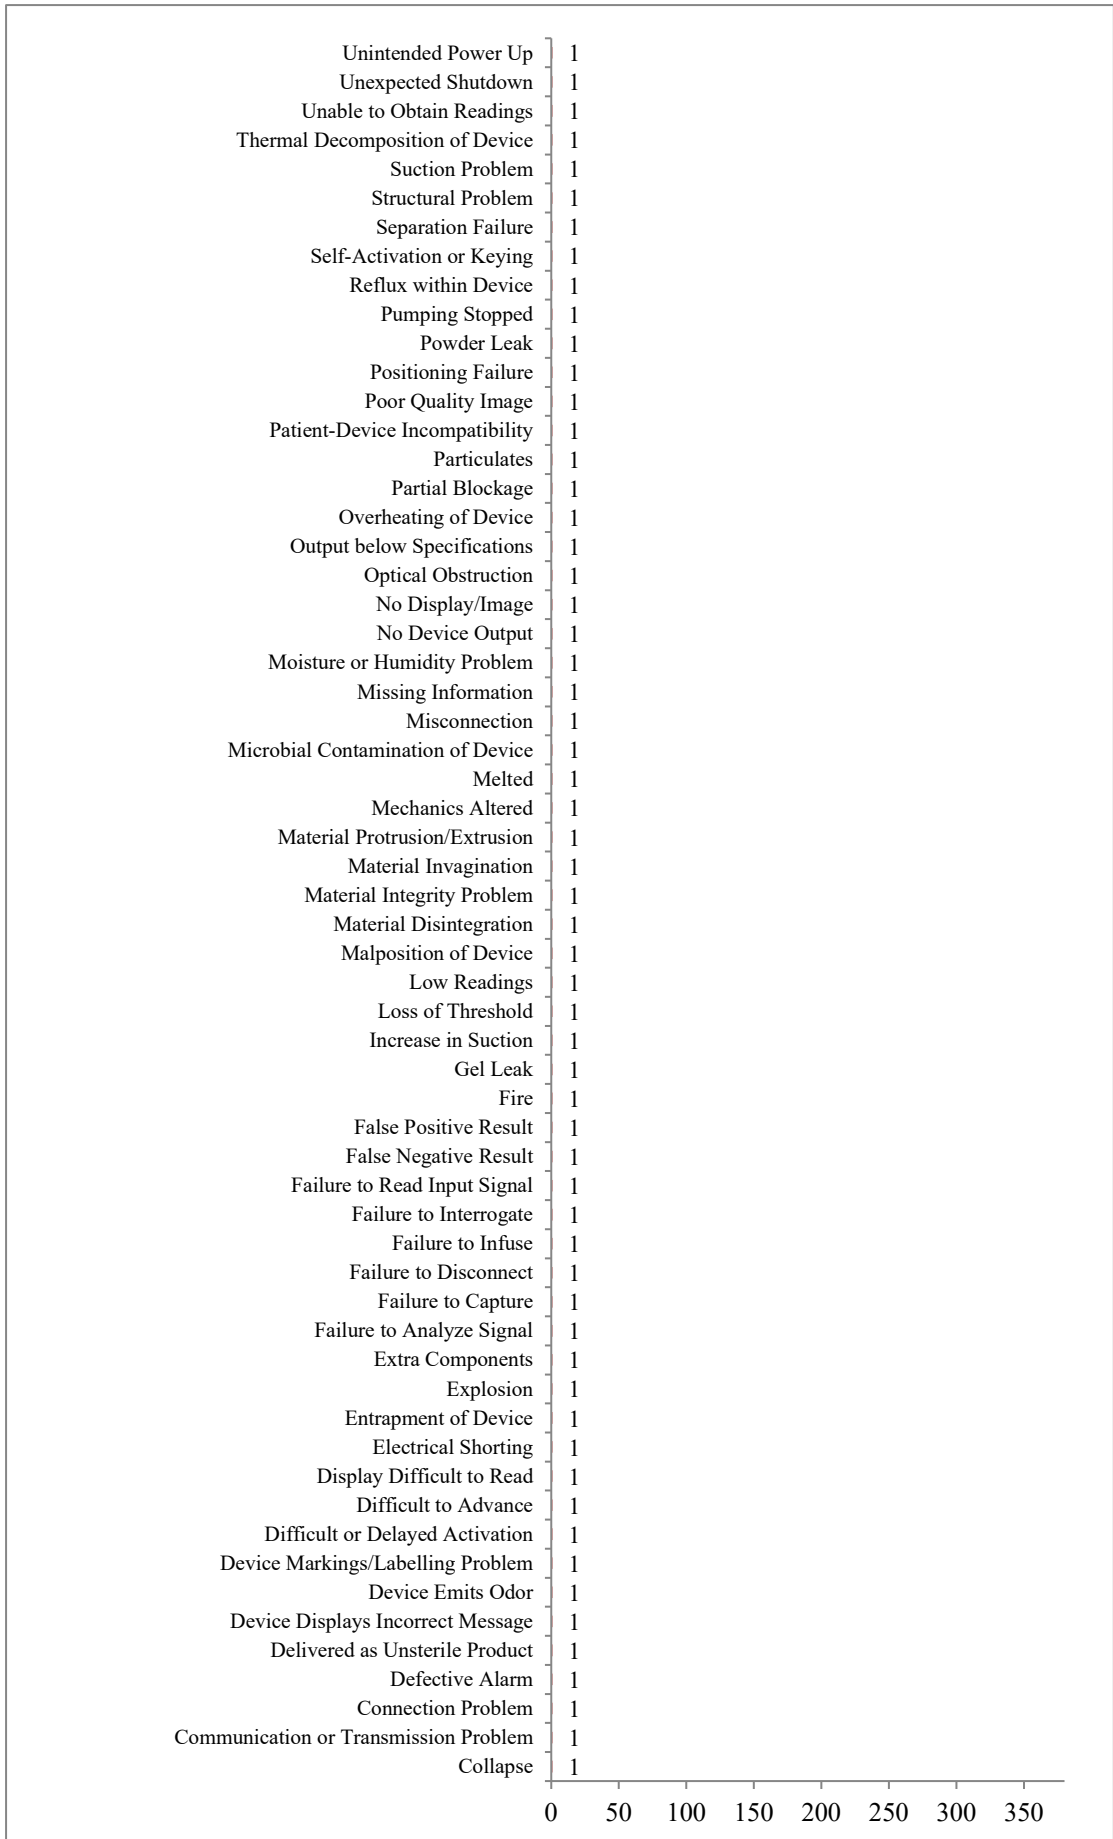 Unintended Power Up 1
Unexpected Shutdown 1
Unable to Obtain Readings 1
Thermal Decomposition of Device 1
Suction Problem 1
Structural Problem 1
Separation Failure 1
Self-Activation or Keying 1
Reflux within Device 1
Pumping Stopped 1
Powder Leak 1
Positioning Failure 1
Poor Quality Image 1
Patient-Device Incompatibility 1
Particulates 1
Partial Blockage 1
Overheating of Device 1
Output below Specifications 1
Optical Obstruction 1
No Display/Image 1
No Device Output 1
Moisture or Humidity Problem 1
Missing Information 1
Misconnection 1
Microbial Contamination of Device 1
Melted 1
Mechanics Altered 1
Material Protrusion/Extrusion 1
Material Invagination 1
Material Integrity Problem 1
Material Disintegration 1
Malposition of Device 1
Low Readings 1
Loss of Threshold 1
Increase in Suction 1
Gel Leak 1
Fire 1
False Positive Result 1
False Negative Result 1
Failure to Read Input Signal 1
Failure to Interrogate 1
Failure to Infuse 1
Failure to Disconnect 1
Failure to Capture 1
Failure to Analyze Signal 1
Extra Components 1
Explosion 1
Entrapment of Device 1
Electrical Shorting 1
Display Difficult to Read 1
Difficult to Advance 1
Difficult or Delayed Activation 1
Device Markings/Labelling Problem 1
Device Emits Odor 1
Device Displays Incorrect Message 1
Delivered as Unsterile Product 1
Defective Alarm 1
Connection Problem 1
Communication or Transmission Problem 1
Collapse 1
0 50 100 150 200 250 300 350